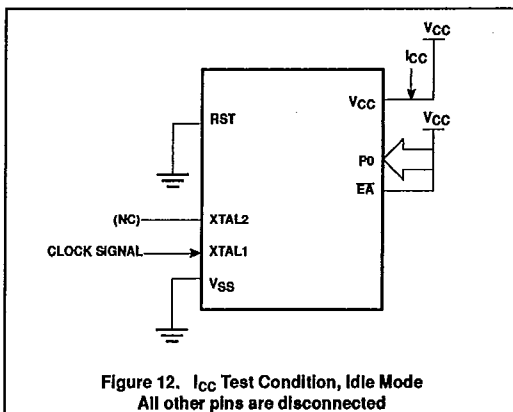 VCC
ICC
VCC
RST
VCC
P0
EA
(NC)
XTAL2
CLOCK SIGNAL
XTAL1
VSS
Figure 12. ICC Test Condition, Idle Mode
All other pins are disconnected